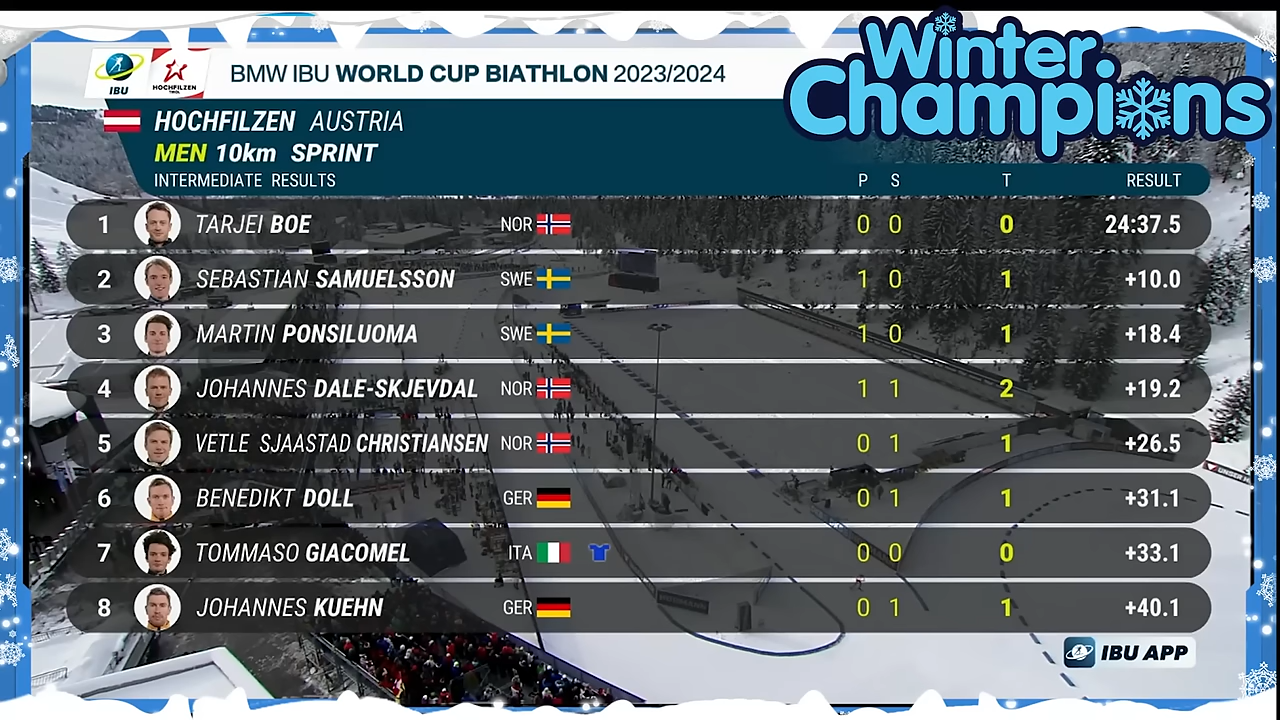 Winter
Champions
IBU
HOCHFILZEN
TIROL
BMW IBU WORLD CUP BIATHLON 2023/2024
HOCHFILZEN AUSTRIA
MEN 10km SPRINT
INTERMEDIATE RESULTS P S T RESULT
1 TARJEI BOE NOR 0 0 0 24:37.5
2 SEBASTIAN SAMUELSSON SWE 1 0 1 +10.0
3 MARTIN PONSILUOMA SWE 1 0 1 +18.4
4 JOHANNES DALE-SKJEVDAL NOR 1 1 2 +19.2
5 VETLE SJAASTAD CHRISTIANSEN NOR 0 1 1 +26.5
6 BENEDIKT DOLL GER 0 1 1 +31.1
7 TOMMASO GIACOMEL ITA 0 0 0 +33.1
8 JOHANNES KUEHN GER 0 1 1 +40.1
IBU APP